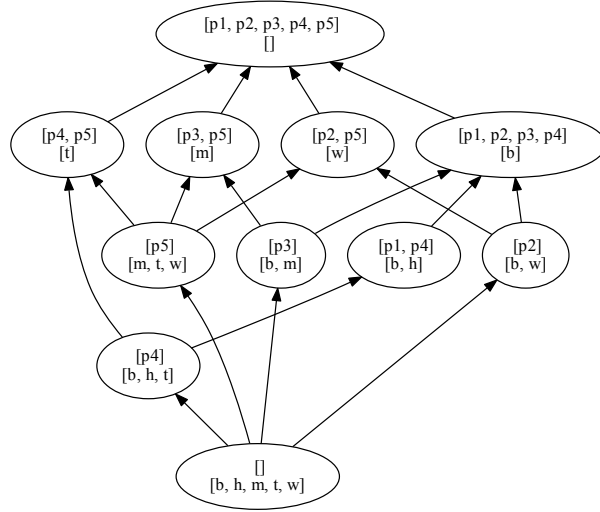 [p1, p2, p3, p4, p5]
[]
[p4, p5]
[t]
[p3, p5]
[m]
[p2, p5]
[w]
[p1, p2, p3, p4]
[b]
[p5]
[m, t, w]
[p3]
[b, m]
[p1, p4]
[b, h]
[p2]
[b, w]
[p4]
[b, h, t]
[]
[b, h, m, t, w]